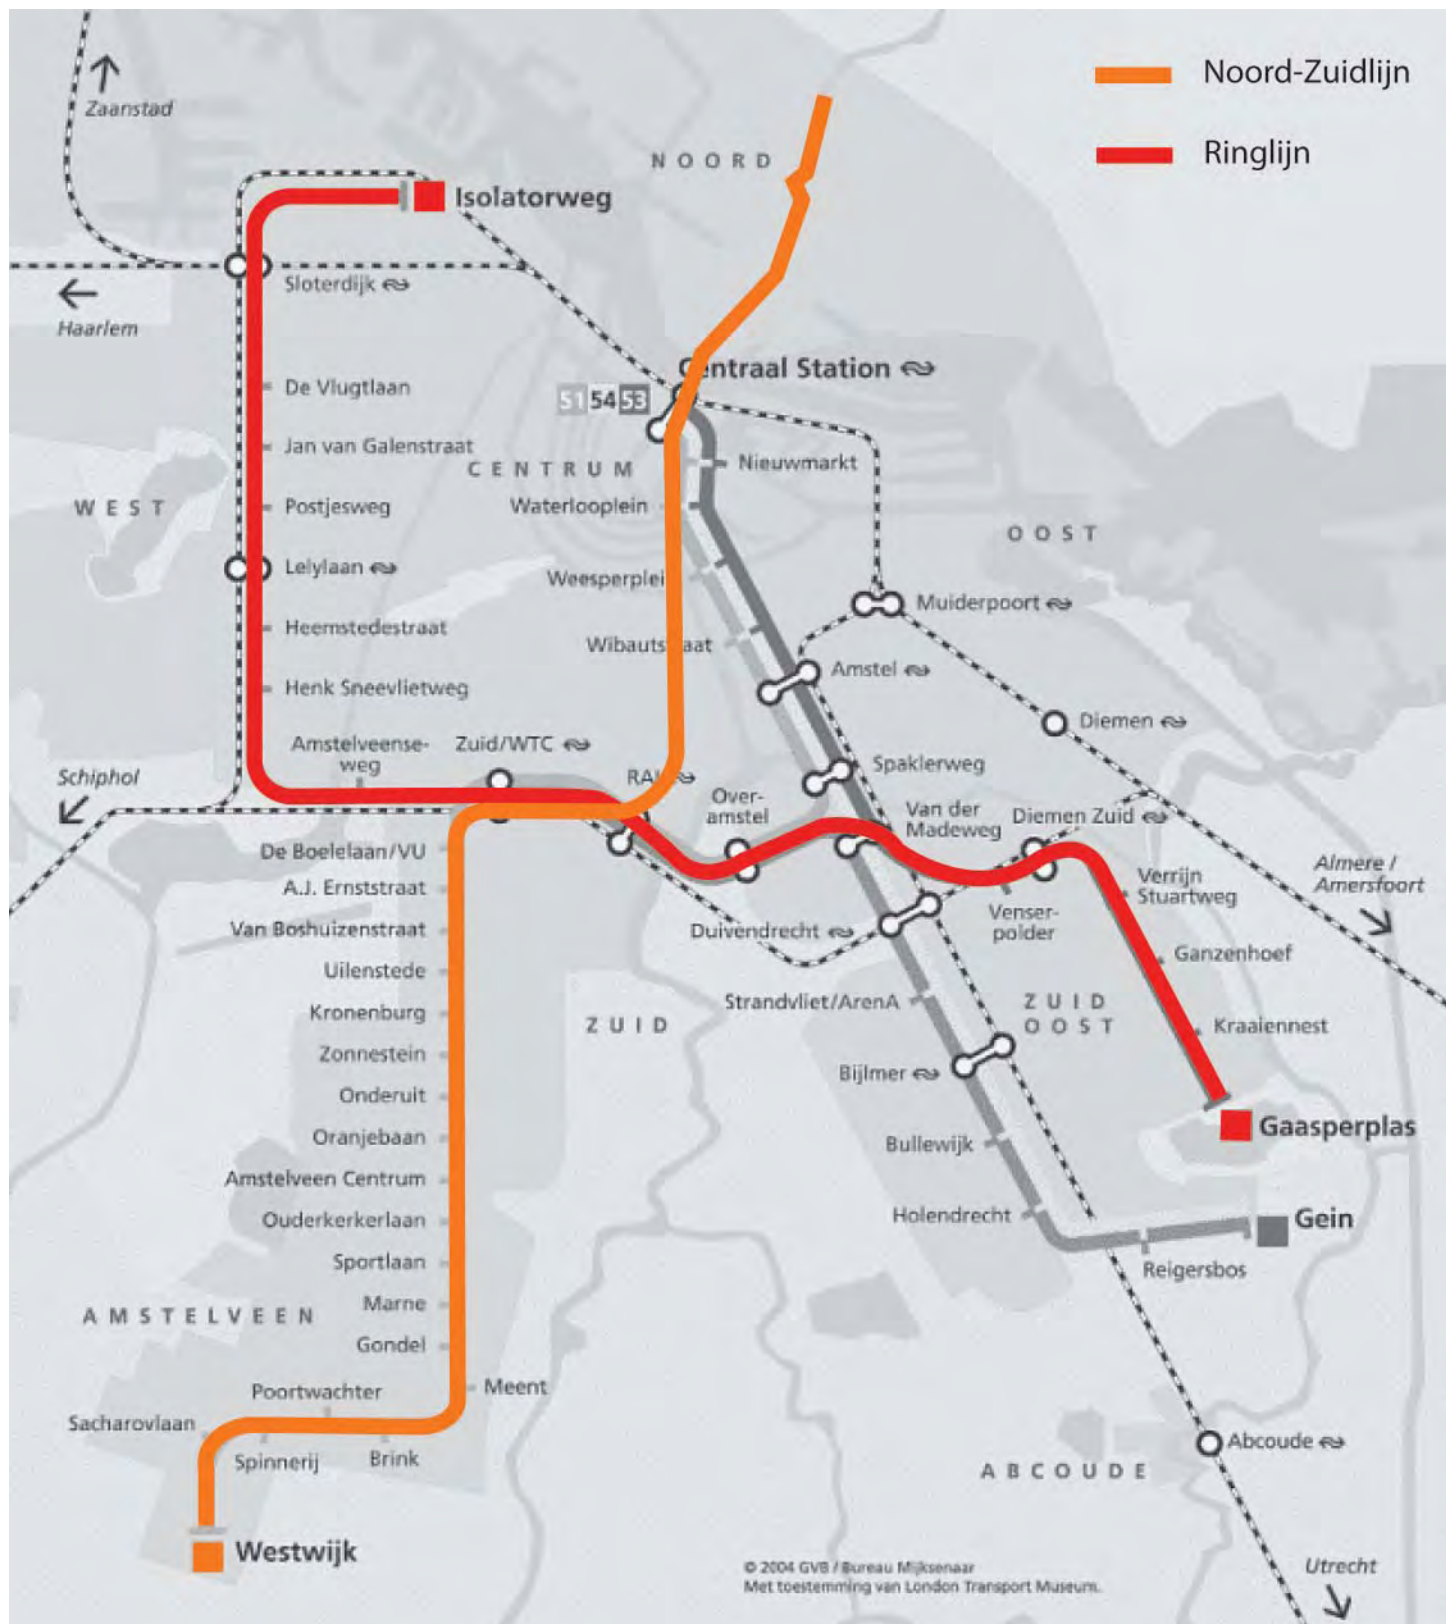 Noord-Zuidlijn
Ringlijn
Zaanstad
NOORD
Isolatorweg
Sloterdijk
Haarlem
Centraal Station
51 54 53
De Vlugtlaan
Jan van Galenstraat
CENTRUM
Nieuwmarkt
WEST
Postjesweg
Waterlooplein
OOST
Lelylaan
Weesperplei
Muiderpoort
Heemstedestraat
Wibautstraat
Amstel
Henk Sneevlietweg
Diemen
Amstelveense-
weg
Zuid/WTC
Schiphol
RAI
Spaklerweg
Over-
amstel
Van der
Madeweg
Diemen Zuid
De Boelelaan/VU
Almere /
Amersfoort
A.J. Ernststraat
Verrijn
Stuartweg
Van Boshuizenstraat
Duivendrecht
Venser-
polder
Uilenstede
Ganzenhoef
Kronenburg
Strandvliet/ArenA
ZUID
OOST
ZUID
Kraaiennest
Zonnestein
Bijlmer
Onderuit
Oranjebaan
Bullewijk
Gaasperplas
Amstelveen Centrum
Ouderkerkerlaan
Holendrecht
Gein
Sportlaan
Reigersbos
Marne
AMSTELVEEN
Gondel
Poortwachter
Meent
Sacharovlaan
Spinnerij
Brink
Abcoude
ABCOUDE
Westwijk
© 2004 GVB / Bureau Mijksenaar
Met toestemming van London Transport Museum.
Utrecht